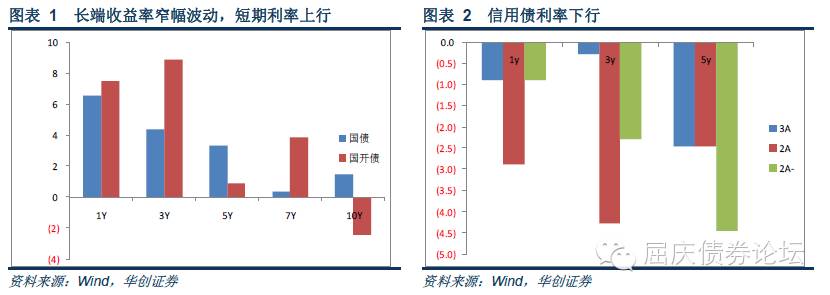 图表 1 长端收益率窄幅波动，短期利率上行
10
8
6
4
2
0
(2)
(4)
1Y 3Y 5Y 7Y 10Y
国债
国开债
资料来源：Wind，华创证券
图表 2 信用债利率下行
0.0
(0.5)
(1.0)
(1.5)
(2.0)
(2.5)
(3.0)
(3.5)
(4.0)
(4.5)
(5.0)
1y 3y 5y
3A
2A
2A-
屈庆债券论坛
资料来源：Wind，华创证券